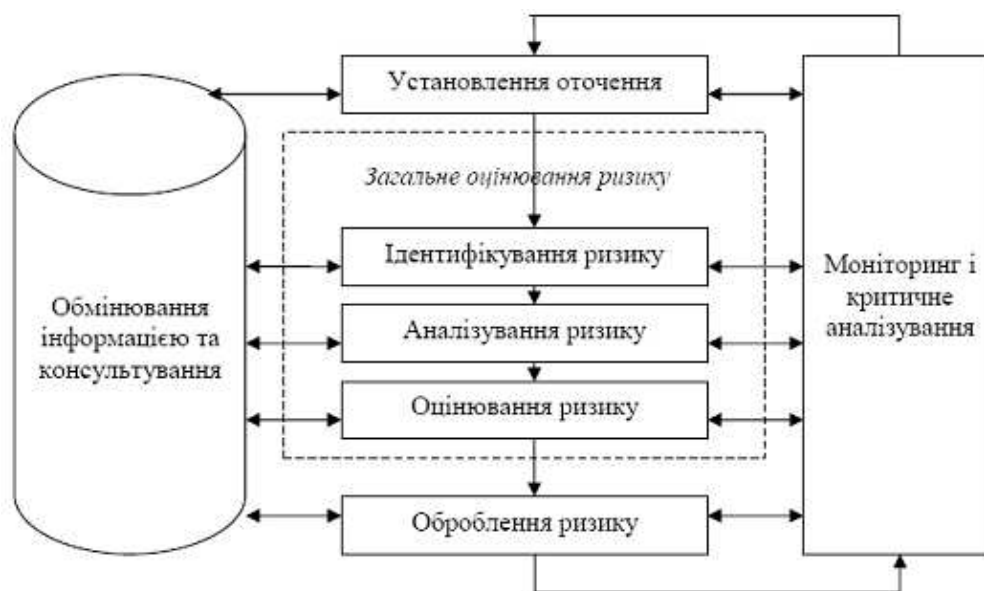 Установлення оточення
Загальне оцінювання ризику
Ідентифікування ризику
Аналізування ризику
Оцінювання ризику
Оброблення ризику
Обмінювання
інформацією та
консультування
Моніторинг і
критичне
аналізування